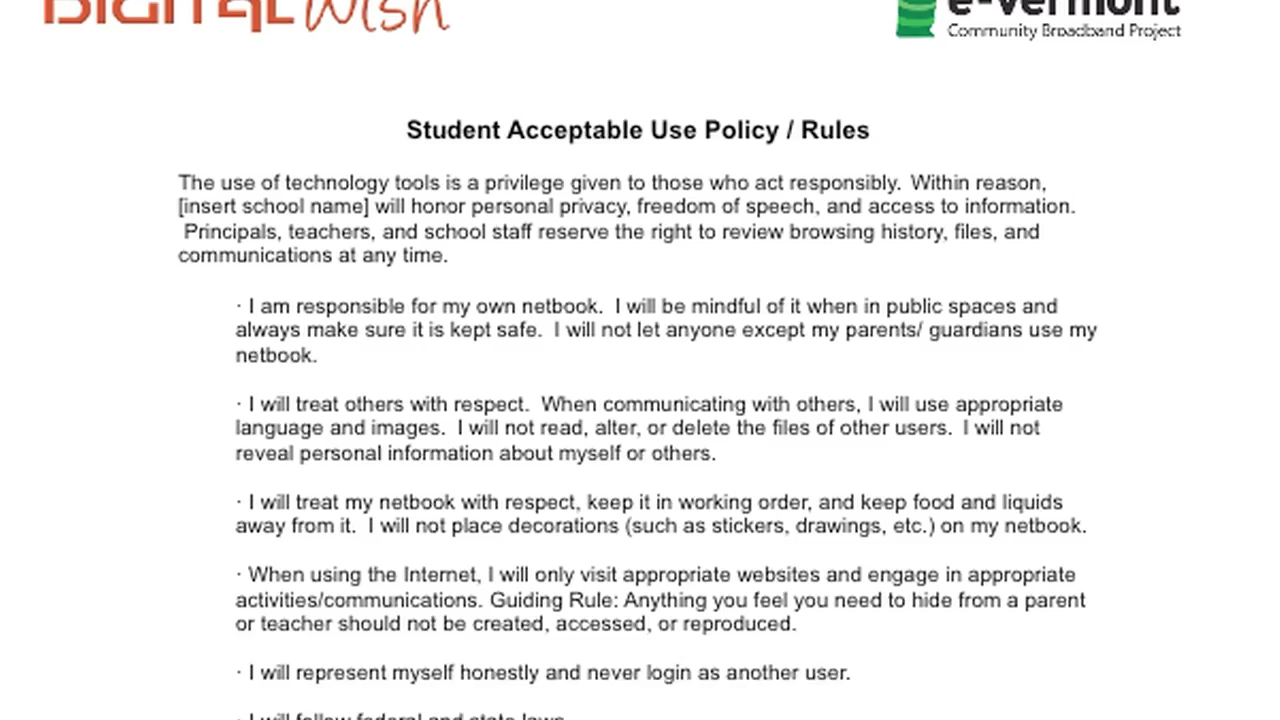 DIGITAL wish
e-Vermont
Community Broadband Project
Student Acceptable Use Policy / Rules
The use of technology tools is a privilege given to those who act responsibly. Within reason,
[insert school name] will honor personal privacy, freedom of speech, and access to information.
Principals, teachers, and school staff reserve the right to review browsing history, files, and
communications at any time.
· I am responsible for my own netbook. I will be mindful of it when in public spaces and
always make sure it is kept safe. I will not let anyone except my parents/ guardians use my
netbook.
· I will treat others with respect. When communicating with others, I will use appropriate
language and images. I will not read, alter, or delete the files of other users. I will not
reveal personal information about myself or others.
· I will treat my netbook with respect, keep it in working order, and keep food and liquids
away from it. I will not place decorations (such as stickers, drawings, etc.) on my netbook.
· When using the Internet, I will only visit appropriate websites and engage in appropriate
activities/communications. Guiding Rule: Anything you feel you need to hide from a parent
or teacher should not be created, accessed, or reproduced.
· I will represent myself honestly and never login as another user.
· I will follow federal and state laws